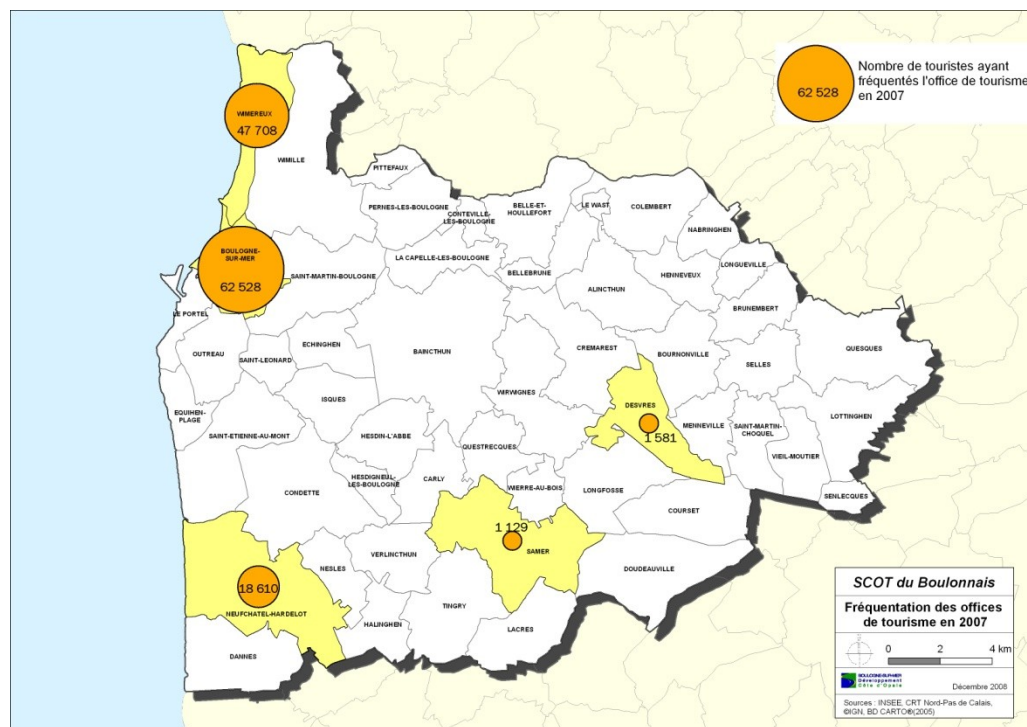 62 528
Nombre de touristes ayant
fréquentés l'office de tourisme
en 2007
WIMEREUX
47 708
WIMILLE
PITTEFAUX
PERNES-LES-BOULOGNE
CONTEVILLE-
LES-BOULOGNE
BELLE-ET-
HOULLEFORT
LE WAST
COLEMBERT
NABRINGHEN
BOULOGNE-
SUR-MER
62 528
SAINT-MARTIN-BOULOGNE
LA CAPELLE-LES-BOULOGNE
BELLEBRUNE
ALINCTHUN
HENNEVEUX
LONGUEVILLE
BRUNEMBERT
LE PORTEL
OUTREAU
SAINT-LEONARD
ECHINGHEN
BAINCTHUN
CREMAREST
BOURNONVILLE
SELLES
QUESQUES
ISQUES
WIRWIGNES
DESVRES
1 581
MENNEVILLE
SAINT-MARTIN-
CHOQUEL
LOTTINGHEN
EQUIHEN-
PLAGE
SAINT-ETIENNE-AU-MONT
HESDIN-L'ABBE
QUESTRECQUES
VIEIL-MOUTIER
HESDIGNEUL-
LES-BOULOGNE
CARLY
WIERRE-AU-BOIS
LONGFOSSE
CONDETTE
COURSET
SENLECQUES
1 129
SAMER
NESLES
VERLINCTHUN
DOUDEAUVILLE
18 610
NEUFCHATEL-HARDELOT
TINGRY
HALINGHEN
LACRES
DANNES
SCOT du Boulonnais
Fréquentation des offices
de tourisme en 2007
0 2 4 km
BOULOGNE-SUR-MER
Développement
Côte d'Opale
Décembre 2008
Sources : INSEE, CRT Nord-Pas de Calais,
©IGN, BD CARTO®(2005)